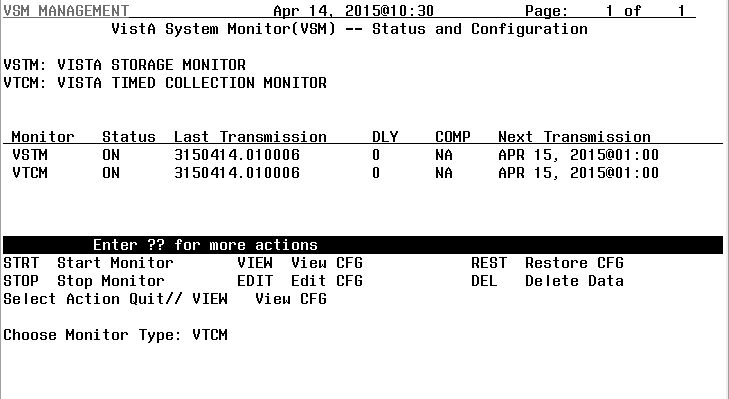 VSM MANAGEMENT Apr 14, 2015@10:30 Page: 1 of 1
VistA System Monitor(VSM) -- Status and Configuration
VSTM: VISTA STORAGE MONITOR
VTCM: VISTA TIMED COLLECTION MONITOR
Monitor Status Last Transmission DLY COMP Next Transmission
VSTM ON 3150414.010006 0 NA APR 15, 2015@01:00
VTCM ON 3150414.010006 0 NA APR 15, 2015@01:00
Enter ?? for more actions
STRT Start Monitor VIEW View CFG REST Restore CFG
STOP Stop Monitor EDIT Edit CFG DEL Delete Data
Select Action Quit// VIEW View CFG
Choose Monitor Type: VTCM